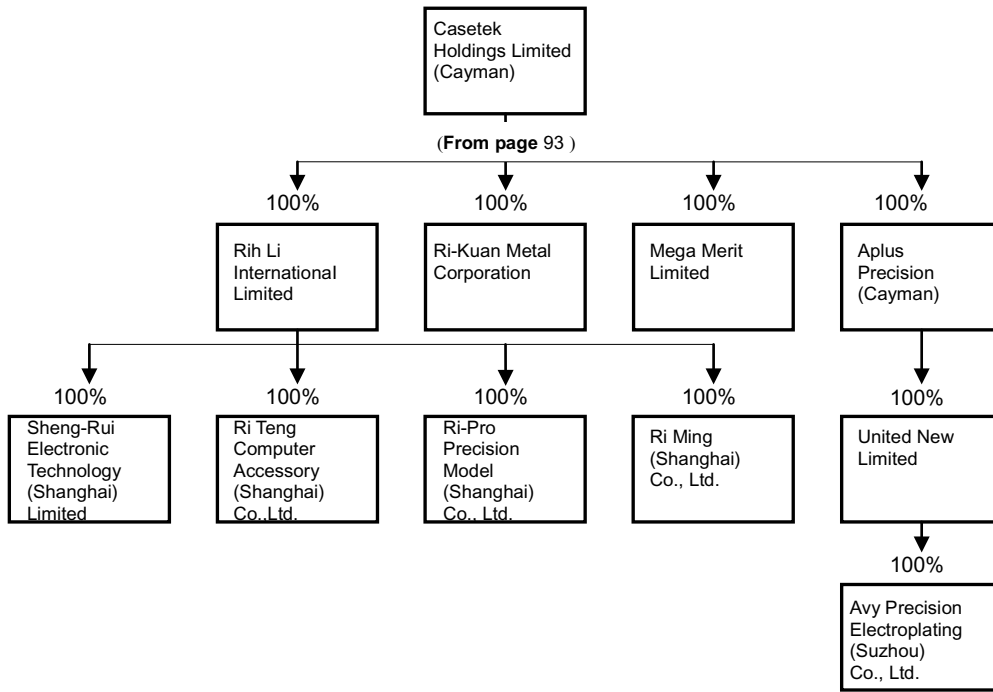 Casetek
Holdings Limited
(Cayman)
(From page 93 )
100%
100%
100%
100%
Rih Li
International
Limited
Ri-Kuan Metal
Corporation
Mega Merit
Limited
Aplus
Precision
(Cayman)
100%
100%
100%
100%
100%
Sheng-Rui
Electronic
Technology
(Shanghai)
Limited
Ri Teng
Computer
Accessory
(Shanghai)
Co.,Ltd.
Ri-Pro
Precision
Model
(Shanghai)
Co., Ltd.
Ri Ming
(Shanghai)
Co., Ltd.
United New
Limited
100%
Avy Precision
Electroplating
(Suzhou)
Co., Ltd.